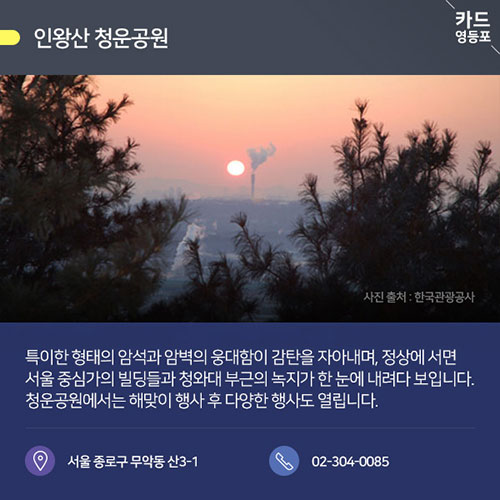 인왕산 청운공원
카드
영등포
사진 출처 : 한국관광공사
특이한 형태의 암석과 암벽의 웅대함이 감탄을 자아내며, 정상에 서면
서울 중심가의 빌딩들과 청와대 부근의 녹지가 한 눈에 내려다 보입니다.
청운공원에서는 해맞이 행사 후 다양한 행사도 열립니다.
서울 종로구 무악동 산3-1
02-304-0085